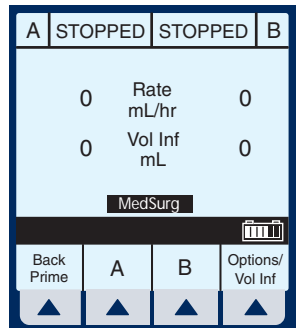 A STOPPED STOPPED B
0 Rate 0
mL/hr
0 Vol Inf 0
mL
MedSurg
Back Prime A B Options/ Vol Inf